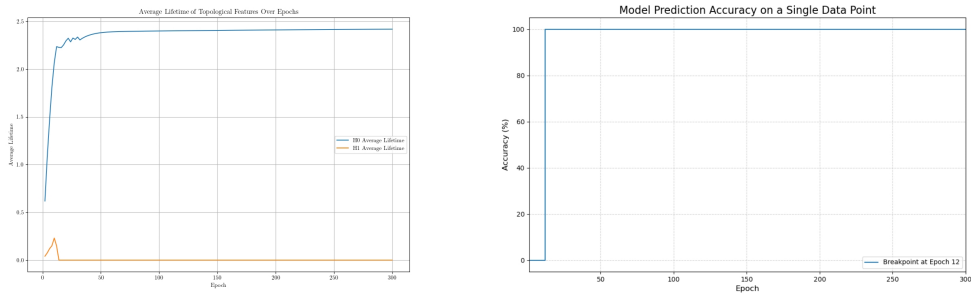 Average Lifetime of Topological Features Over Epochs
2.5
2.0
1.5
1.0
0.5
0.0
Average Lifetime
H0 Average Lifetime
H1 Average Lifetime
0 50 100 150 200 250 300
Epoch
Model Prediction Accuracy on a Single Data Point
100
80
60
40
20
0
Accuracy (%)
Breakpoint at Epoch 12
50 100 150 200 250 300
Epoch